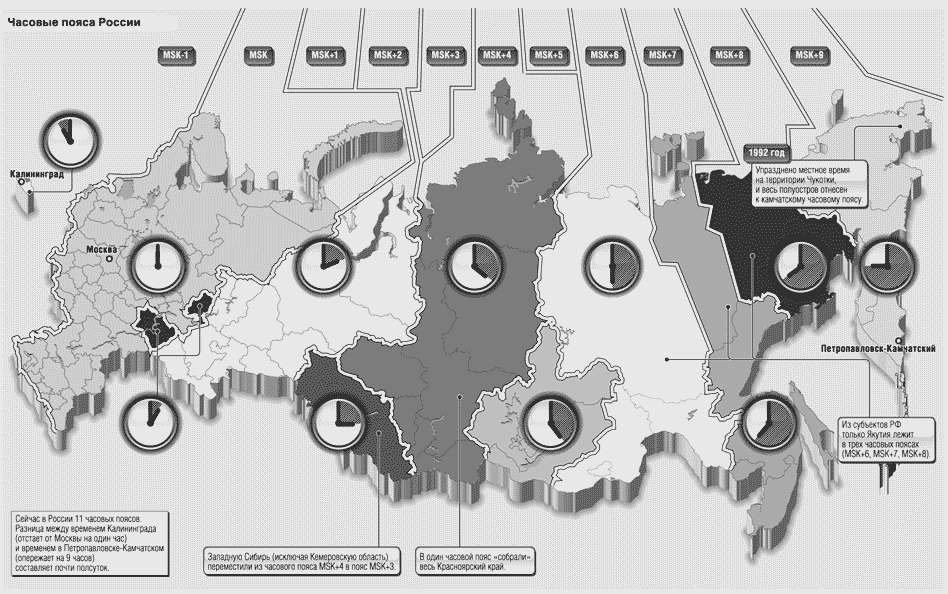 Часовые пояса России
MSK-1
MSK
MSK+1
MSK+2
MSK+3
MSK+4
MSK+5
MSK+6
MSK+7
MSK+8
MSK+9
1992 год
Упразднено местное время
на территории Чукотки,
и весь полуостров отнесен
к камчатскому часовому поясу.
Калининград
Москва
Петропавловск-Камчатский
Из субъектов РФ
только Якутия лежит
в трех часовых поясах
(MSK+6, MSK+7, MSK+8).
Сейчас в России 11 часовых поясов.
Разница между временем Калининграда
(отстает от Москвы на один час)
и временем в Петропавловске-Камчатском
(опережает на 9 часов)
составляет почти полсуток.
Западную Сибирь (исключая Кемеровскую область)
переместили из часового пояса MSK+4 в пояс MSK+3.
В один часовой пояс «собрали»
весь Красноярский край.